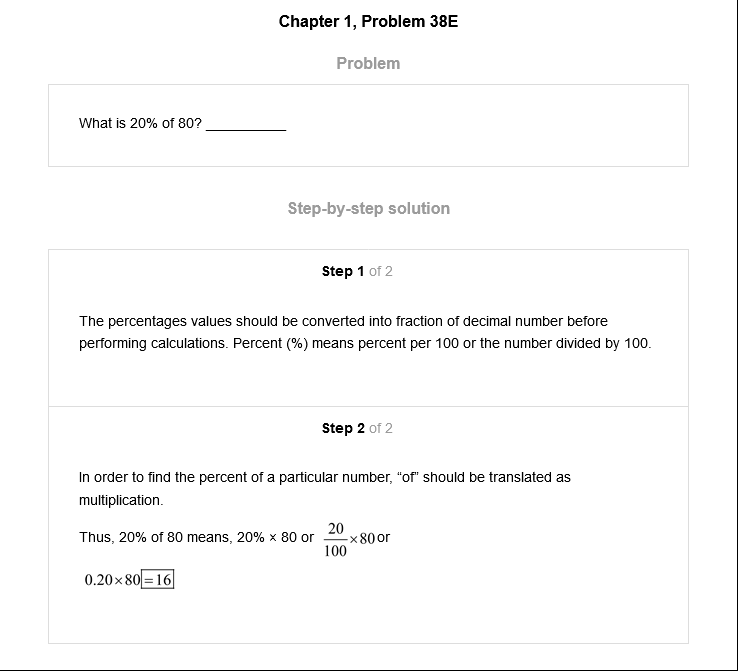 Chapter 1, Problem 38E
Problem
What is 20% of 80? __________
Step-by-step solution
Step 1 of 2
The percentages values should be converted into fraction of decimal number before
performing calculations. Percent (%) means percent per 100 or the number divided by 100.
Step 2 of 2
In order to find the percent of a particular number, “of” should be translated as
multiplication.
Thus, 20% of 80 means, 20% × 80 or 20/100 ×80 or
0.20×80 =16